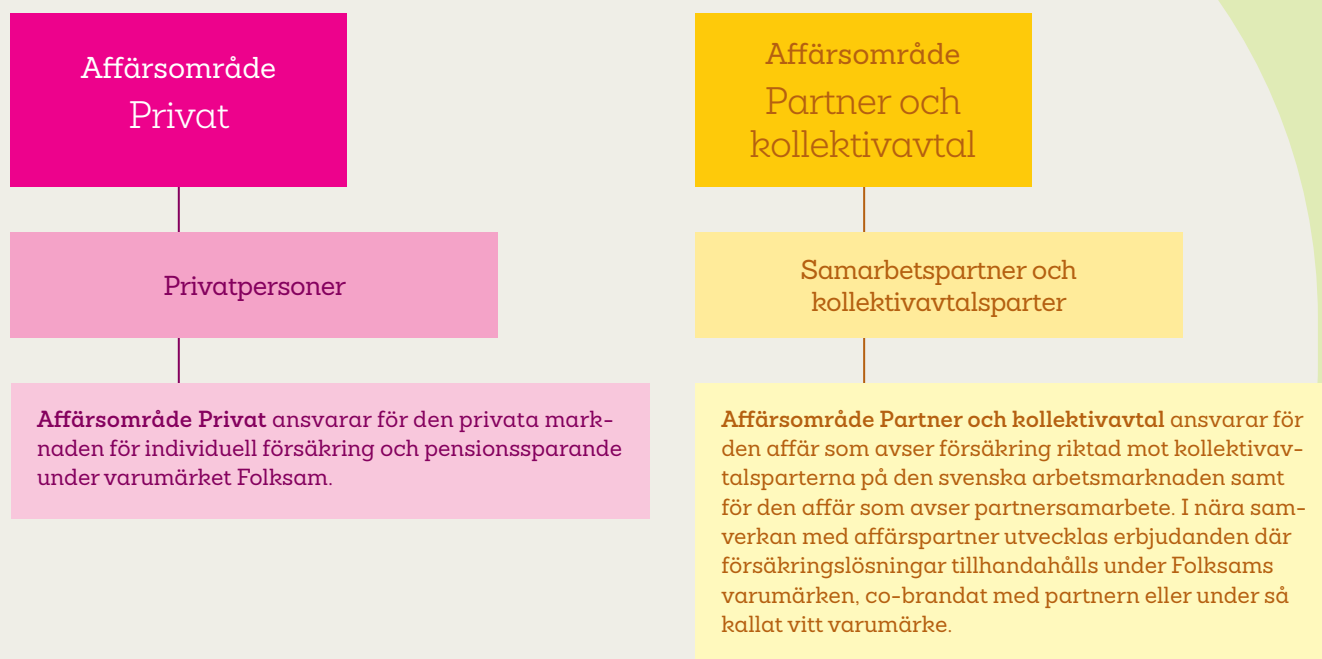 Affärsområde
Privat
Privatpersoner
Affärsområde Privat ansvarar för den privata mark-
naden för individuell försäkring och pensionssparande
under varumärket Folksam.
Affärsområde
Partner och
kollektivavtal
Samarbetspartner och
kollektivavtalsparter
Affärsområde Partner och kollektivavtal ansvarar för
den affär som avser försäkring riktad mot kollektivav-
talsparterna på den svenska arbetsmarknaden samt
för den affär som avser partnersamarbete. I nära sam-
verkan med affärspartner utvecklas erbjudanden där
försäkringslösningar tillhandahålls under Folksams
varumärken, co-brandat med partnern eller under så
kallat vitt varumärke.